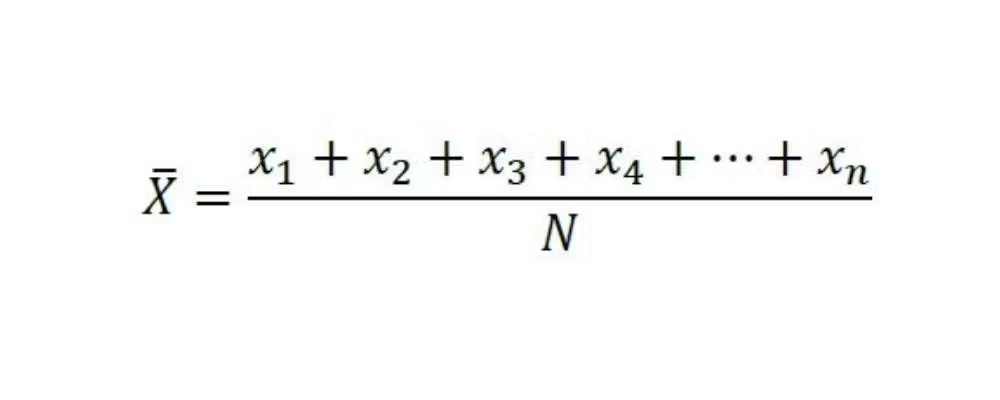 X̄ = (x₁ + x₂ + x₃ + x₄ + ⋯ + xₙ) / N